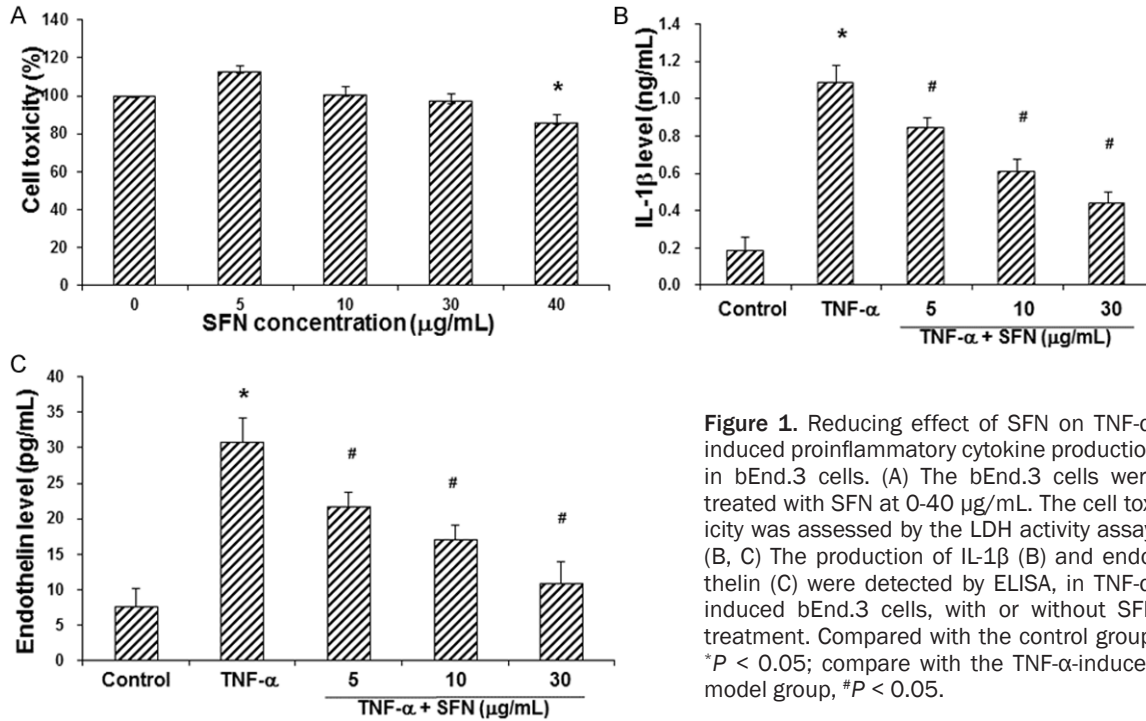 A
Cell toxicity (%)
140
120
100
80
60
40
20
0
*
0 5 10 30 40
SFN concentration (μg/mL)
B
IL-1β level (ng/mL)
1.4
1.2
1.0
0.8
0.6
0.4
0.2
0.0
* # # #
Control TNF-α 5 10 30
TNF-α + SFN (μg/mL)
C
Endothelin level (pg/mL)
40
35
30
25
20
15
10
5
0
* # # #
Control TNF-α 5 10 30
TNF-α + SFN (μg/mL)
Figure 1. Reducing effect of SFN on TNF-α
induced proinflammatory cytokine production
in bEnd.3 cells. (A) The bEnd.3 cells wer
treated with SFN at 0-40 μg/mL. The cell tox
icity was assessed by the LDH activity assay
(B, C) The production of IL-1β (B) and endo
thelin (C) were detected by ELISA, in TNF-α
induced bEnd.3 cells, with or without SFN
treatment. Compared with the control group
*P < 0.05; compare with the TNF-α-induce
model group, #P < 0.05.